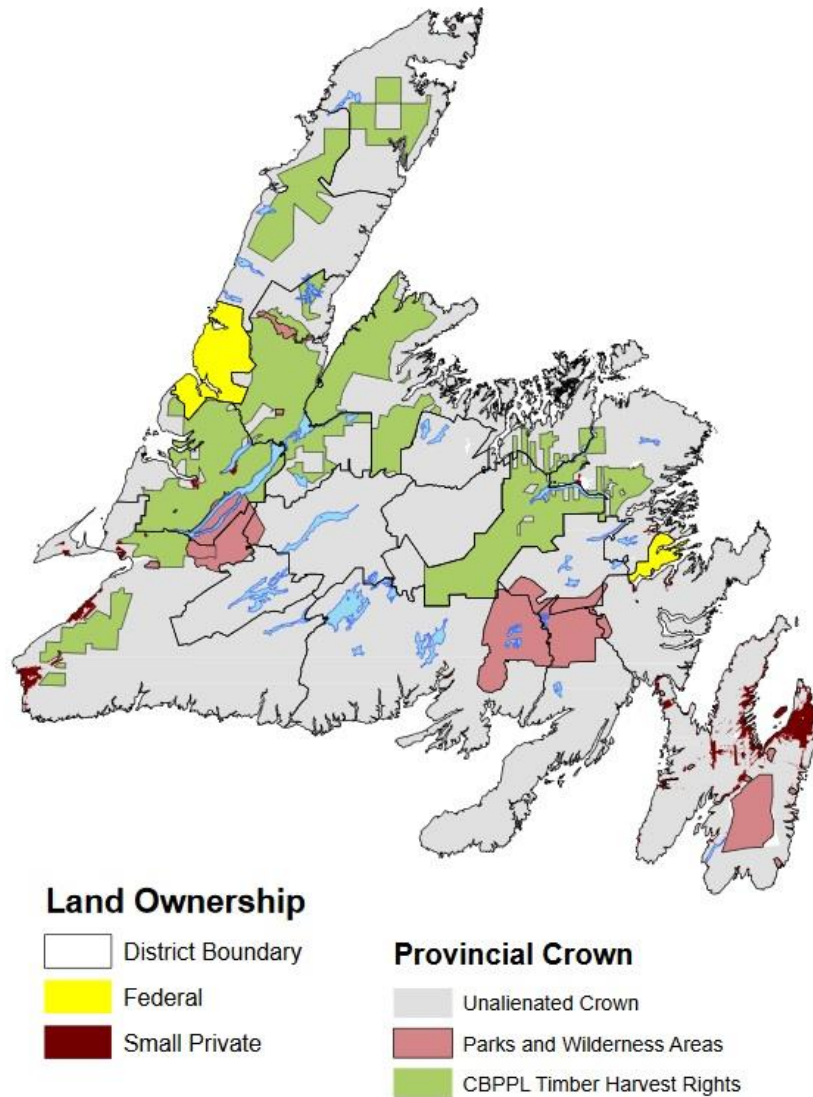 Land Ownership
District Boundary
Federal
Small Private
Provincial Crown
Unalienated Crown
Parks and Wilderness Areas
CBPPL Timber Harvest Rights